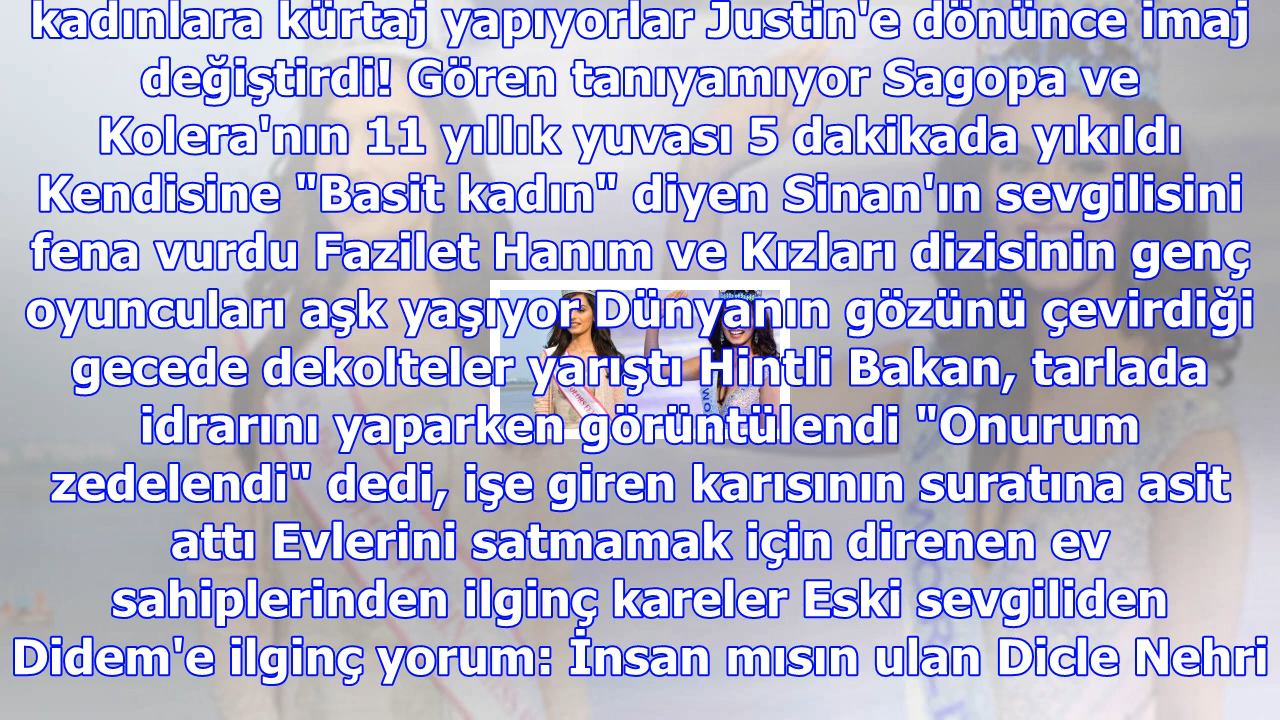 kadınlara kürtaj yapıyorlar Justin'e dönünce imaj
değiştirdi! Gören tanıyamıyor Sagopa ve
Kolera'nın 11 yıllık yuvası 5 dakikada yıkıldı
Kendisine "Basit kadın" diyen Sinan'ın sevgilisini
fena vurdu Fazilet Hanım ve Kızları dizisinin genç
oyuncuları aşk yaşıyor Dünyanın gözünü çevirdiği
gecede dekolteler yarıştı Hintli Bakan, tarlada
idrarını yaparken görüntülendi "Onurum
zedelendi" dedi, işe giren karısının suratına asit
attı Evlerini satmamak için direnen ev
sahiplerinden ilginç kareler Eski sevgiliden
Didem'e ilginç yorum: İnsan mısın ulan Dicle Nehri